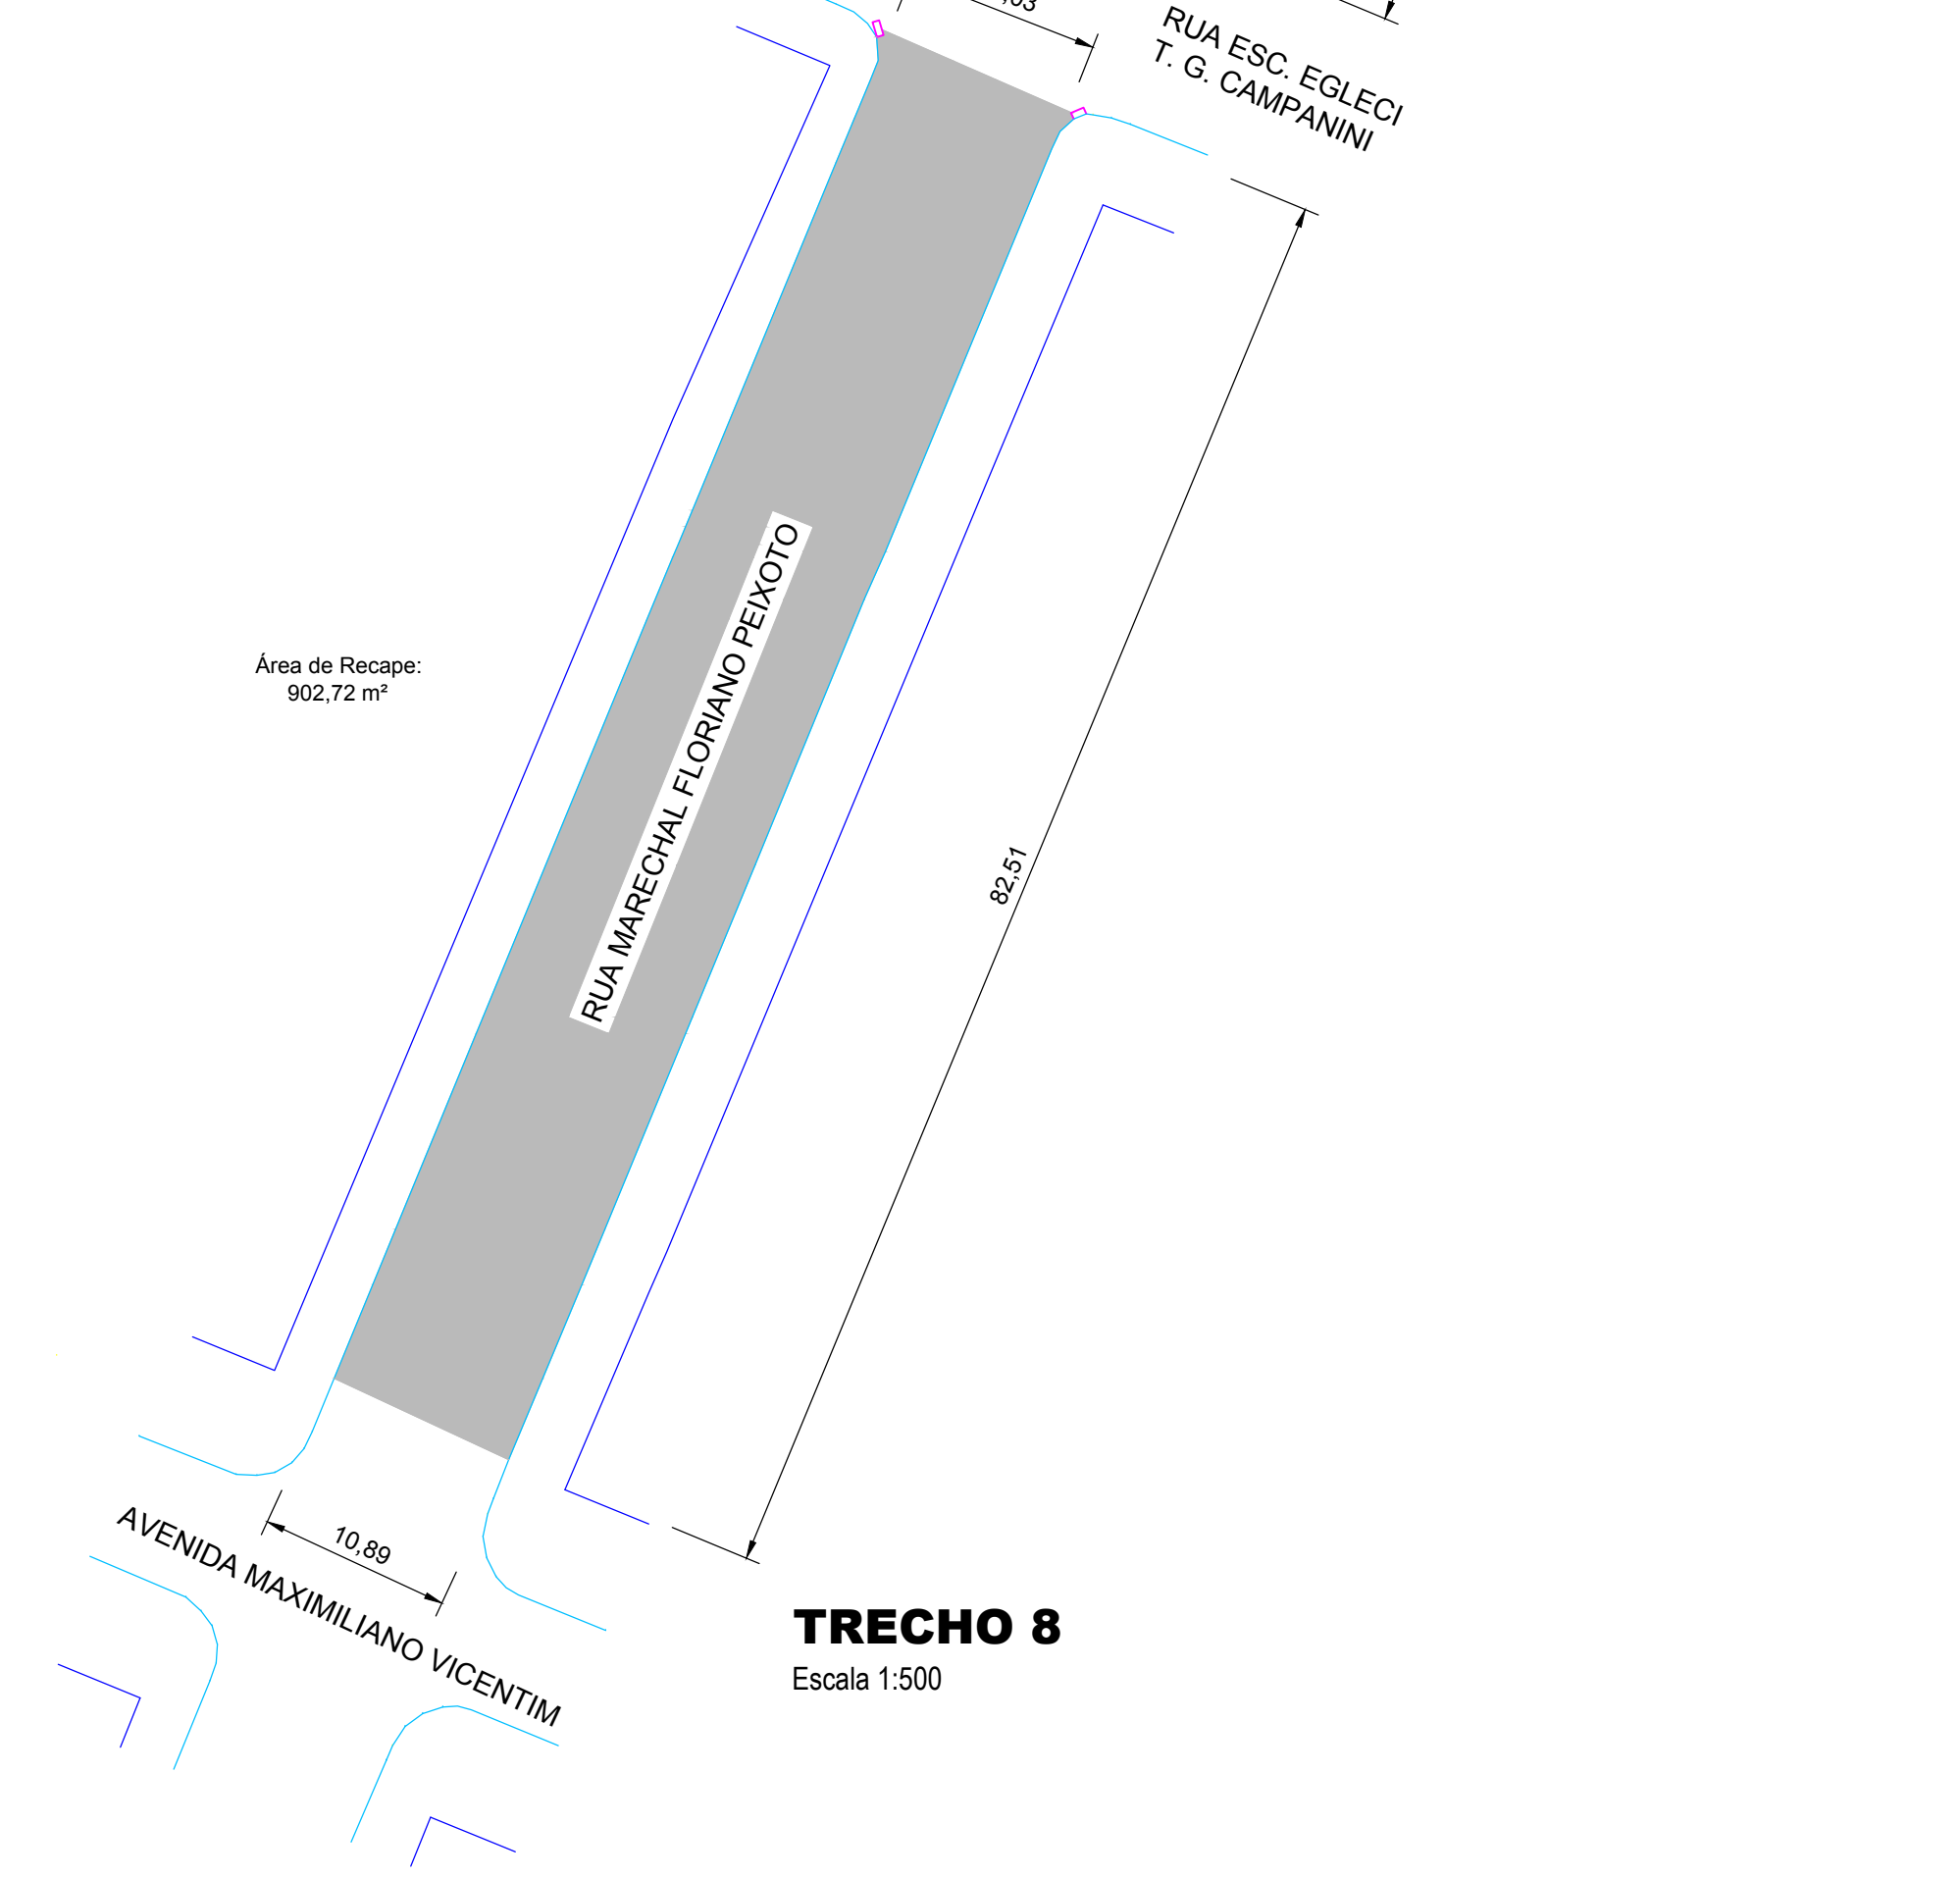 RUA ESC. EGLECI
T. G. CAMPANINI
RUA MARECHAL FLORIANO PEIXOTO
Área de Recape:
902,72 m²
82,51
10,89
AVENIDA MAXIMILIANO VICENTIM
TRECHO 8
Escala 1:500